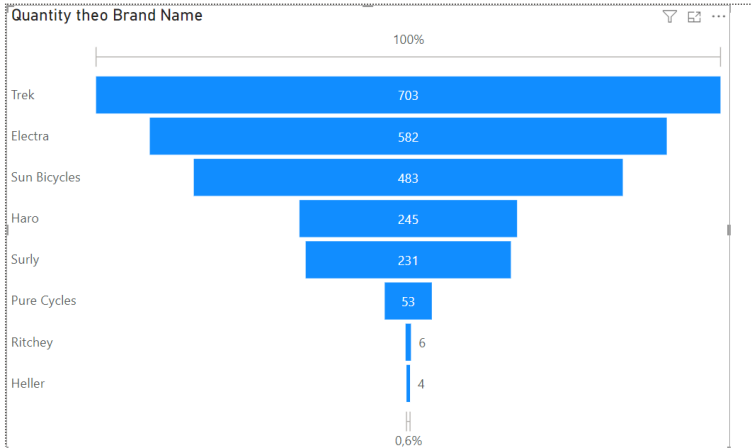 Quantity theo Brand Name
100%
Trek 703
Electra 582
Sun Bicycles 483
Haro 245
Surly 231
Pure Cycles 53
Ritchey 6
Heller 4
0,6%